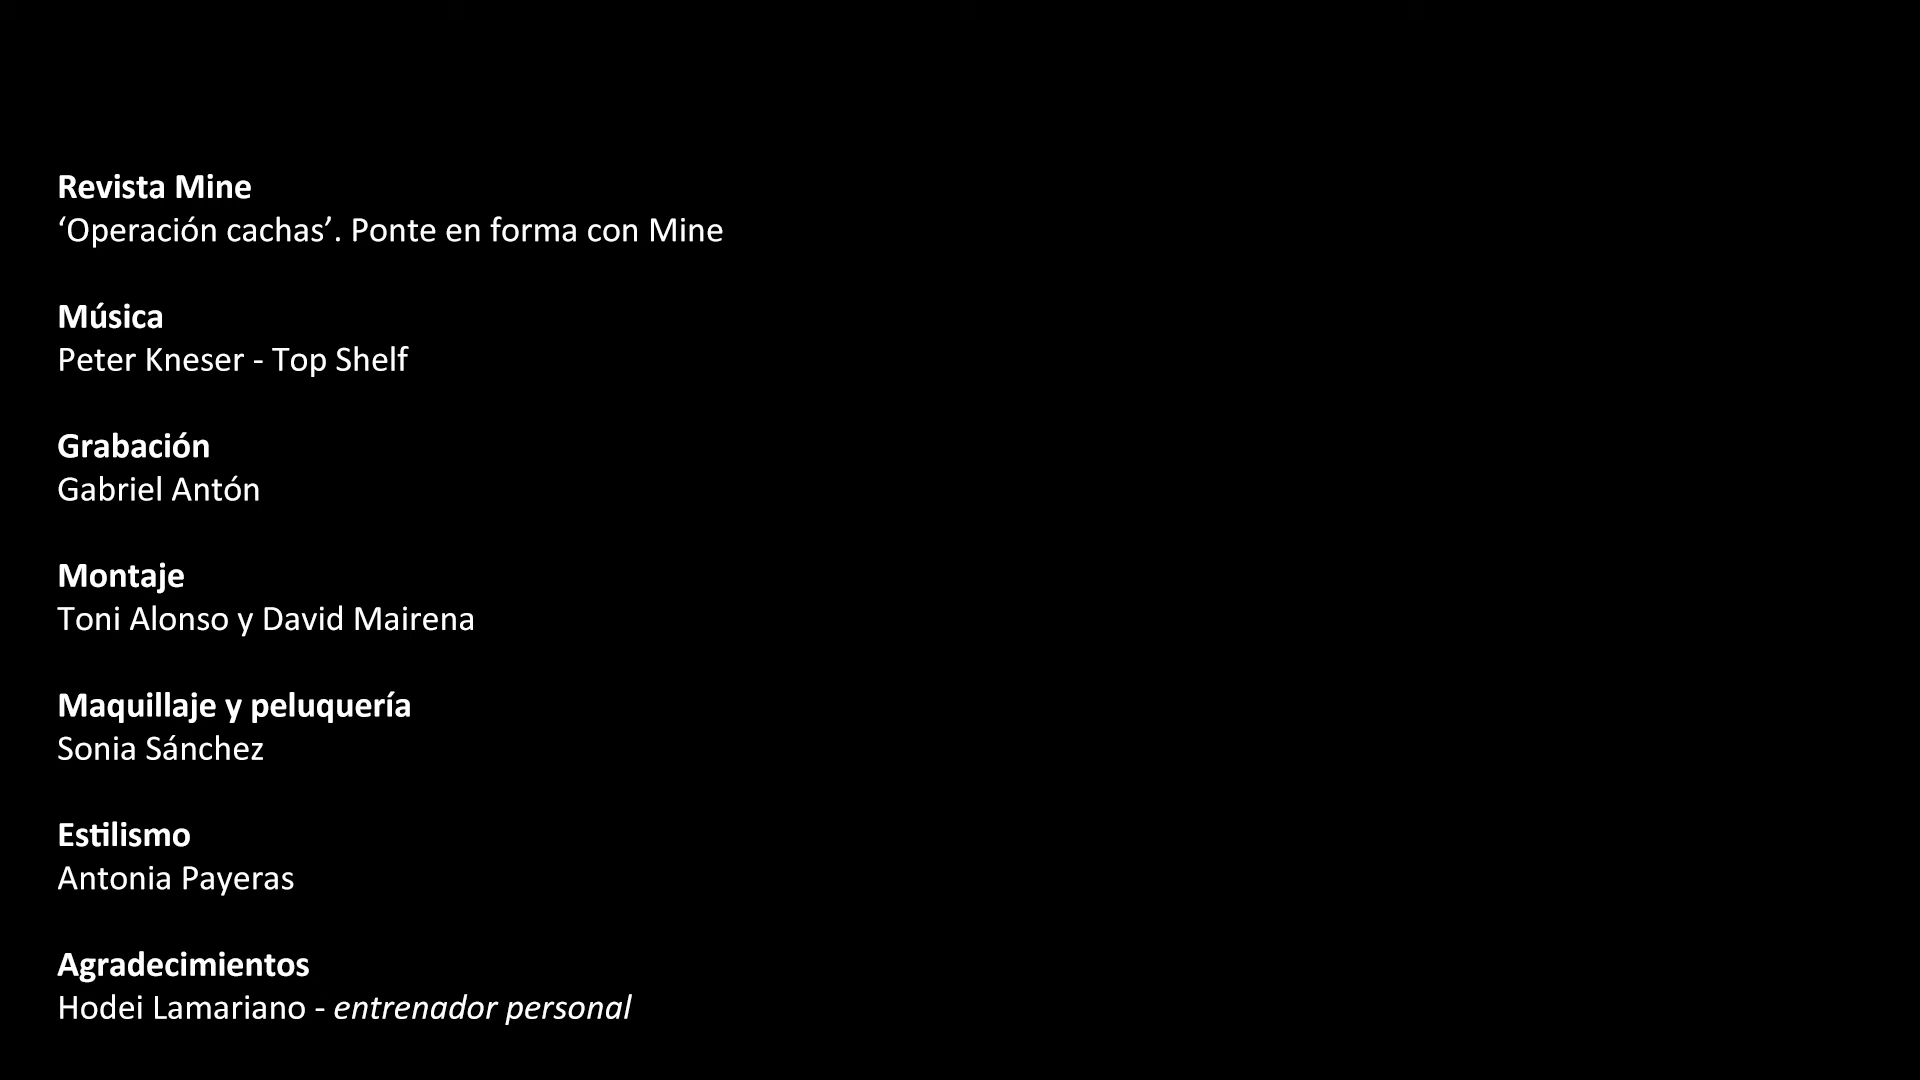 Revista Mine
‘Operación cachas’. Ponte en forma con Mine
Música
Peter Kneser - Top Shelf
Grabación
Gabriel Antón
Montaje
Toni Alonso y David Mairena
Maquillaje y peluquería
Sonia Sánchez
Estilismo
Antonia Payeras
Agradecimientos
Hodei Lamariano - entrenador personal